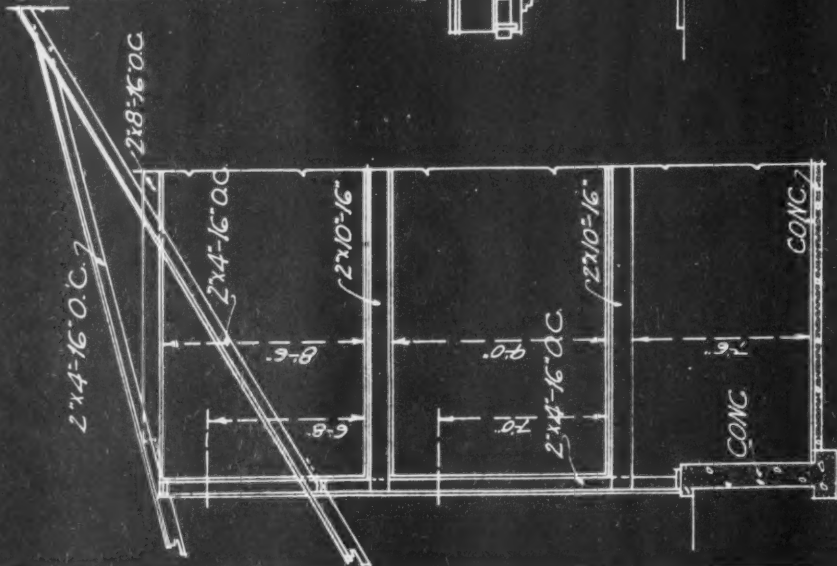 2"x4"-16" O.C.
2"x8"-16" O.C.
2"x4"-16" O.C.
2"x10"-16"
8'-6"
6'-8"
9'-0"
7'-0"
2"x4"-16" O.C.
2"x10"-16"
7'-6"
CONC
CONC.